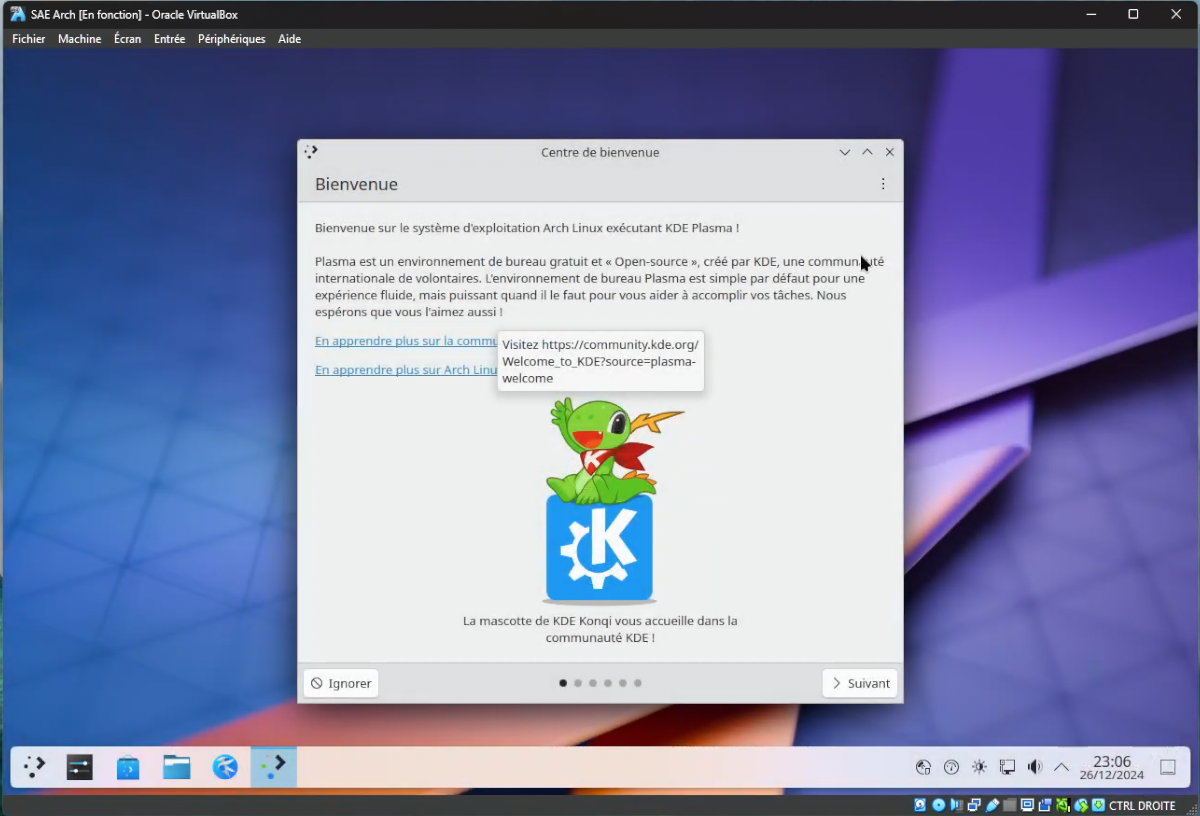 SAE Arch [En fonction] - Oracle VirtualBox
Fichier Machine Écran Entrée Périphériques Aide
Centre de bienvenue
Bienvenue
Bienvenue sur le système d'exploitation Arch Linux exécutant KDE Plasma !
Plasma est un environnement de bureau gratuit et « Open-source », créé par KDE, une communauté
internationale de volontaires. L'environnement de bureau Plasma est simple par défaut pour une
expérience fluide, mais puissant quand il le faut pour vous aider à accomplir vos tâches. Nous
espérons que vous l'aimez aussi !
En apprendre plus sur la commu
En apprendre plus sur Arch Linu
Visitez https://community.kde.org/
Welcome_to_KDE?source=plasma-
welcome
K
K
La mascotte de KDE Konqi vous accueille dans la
communauté KDE !
Ignorer
Suivant
23:06
26/12/2024
CTRL DROITE